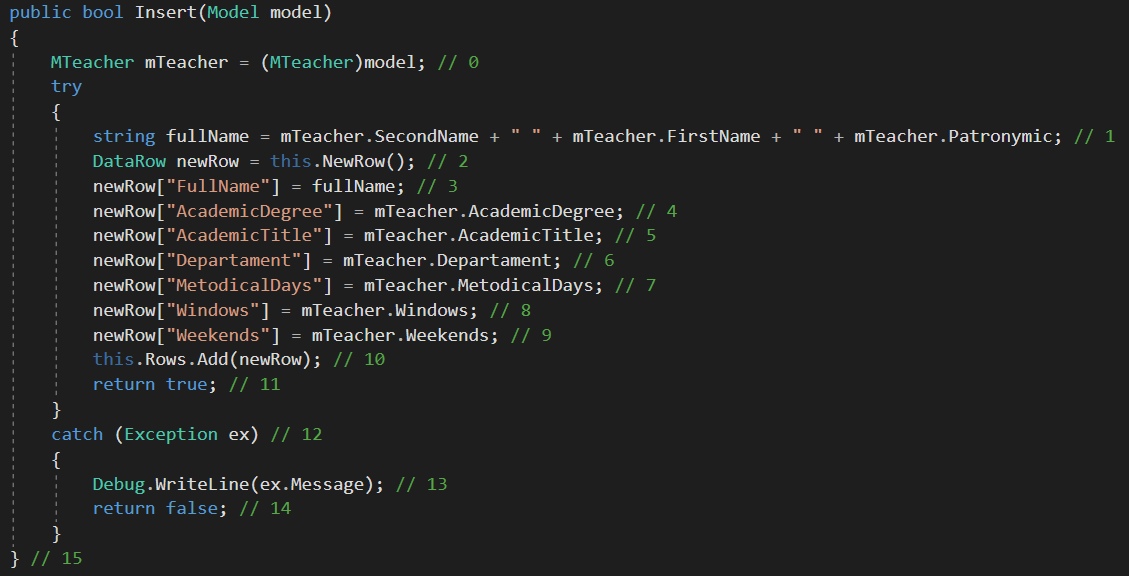 public bool Insert(Model model)
{
MTeacher mTeacher = (MTeacher)model; // 0
try
{
string fullName = mTeacher.SecondName + " " + mTeacher.FirstName + " " + mTeacher.Patronymic; // 1
DataRow newRow = this.NewRow(); // 2
newRow["FullName"] = fullName; // 3
newRow["AcademicDegree"] = mTeacher.AcademicDegree; // 4
newRow["AcademicTitle"] = mTeacher.AcademicTitle; // 5
newRow["Departament"] = mTeacher.Departament; // 6
newRow["MetodicalDays"] = mTeacher.MetodicalDays; // 7
newRow["Windows"] = mTeacher.Windows; // 8
newRow["Weekends"] = mTeacher.Weekends; // 9
this.Rows.Add(newRow); // 10
return true; // 11
}
catch (Exception ex) // 12
{
Debug.WriteLine(ex.Message); // 13
return false; // 14
}
} // 15